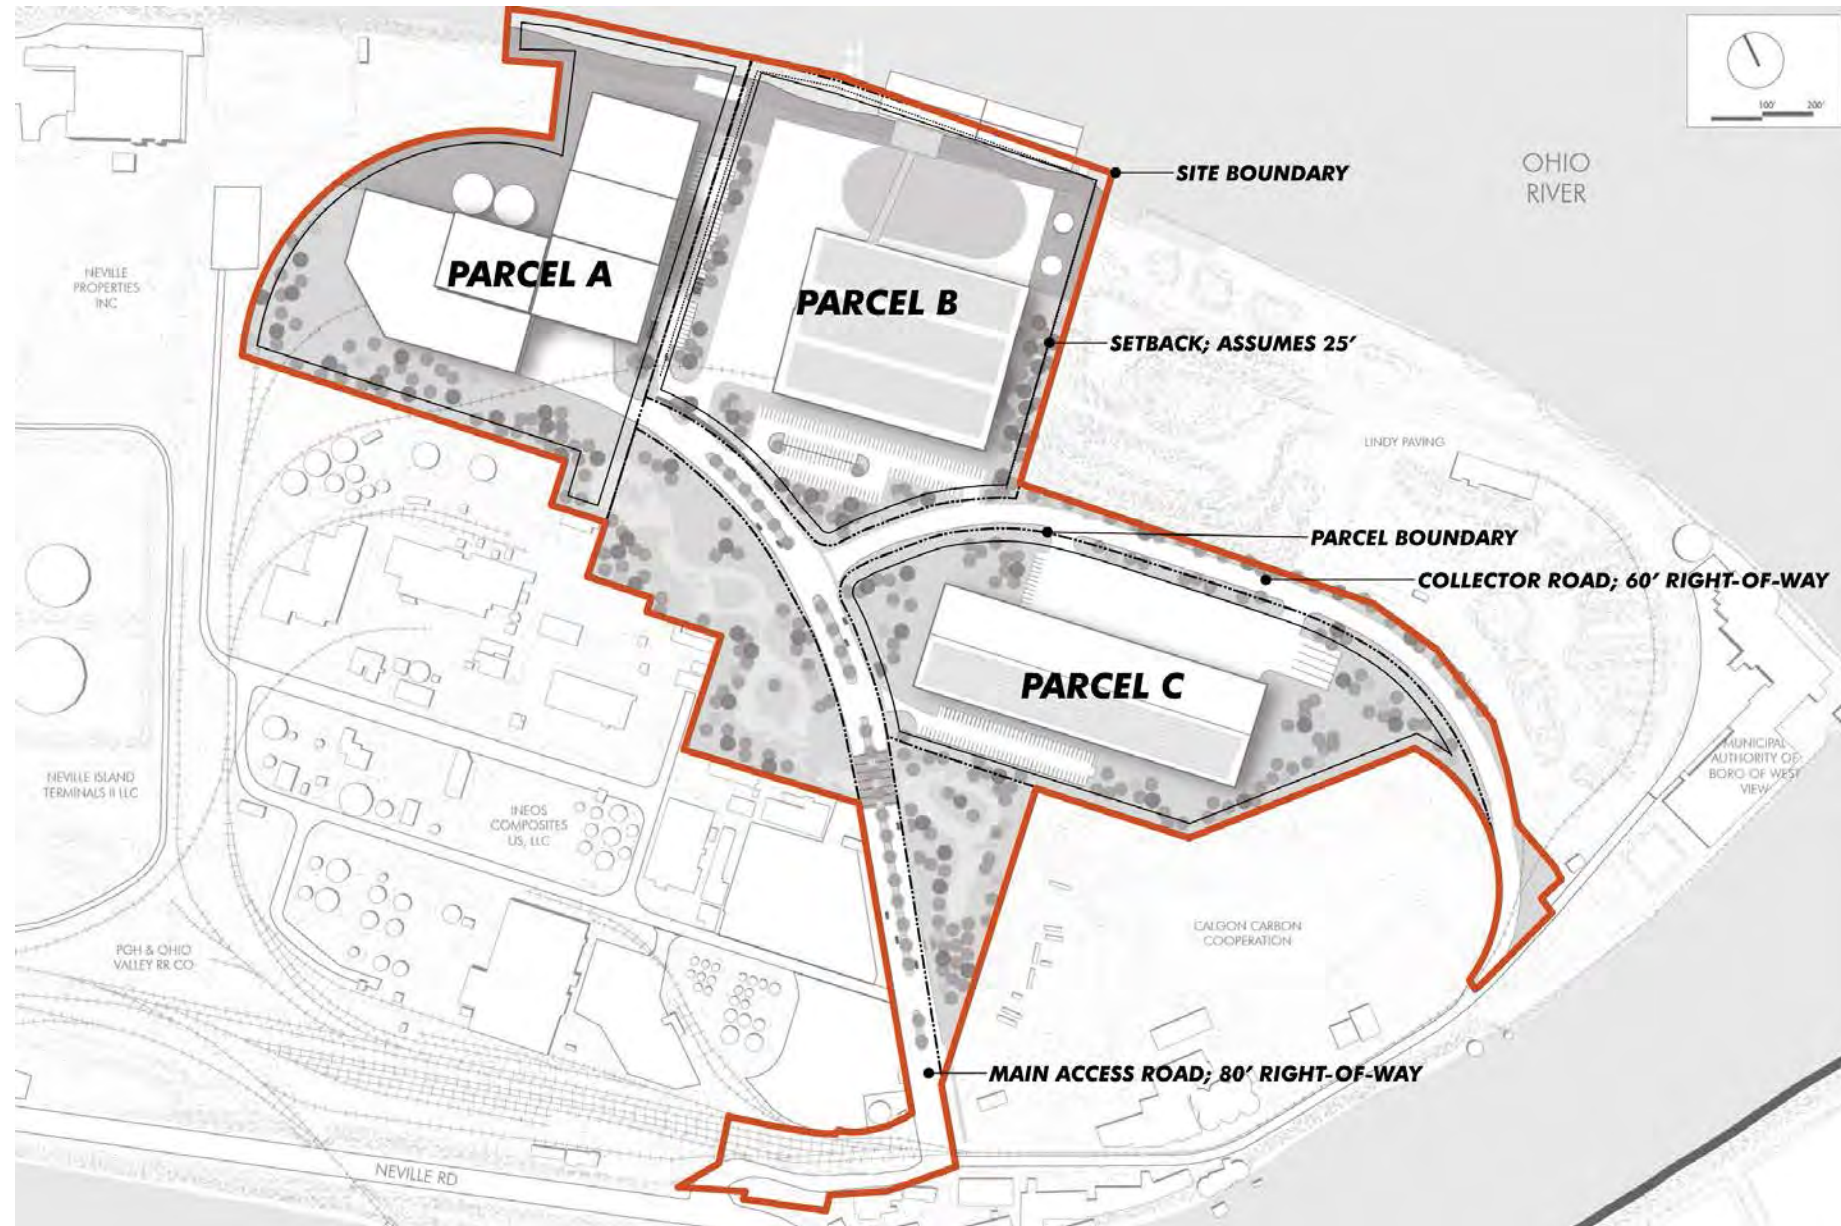 100'
200'
OHIO
RIVER
SITE BOUNDARY
NEVILLE
PROPERTIES
INC
PARCEL A
PARCEL B
SETBACK; ASSUMES 25'
LINDY PAVING
PARCEL BOUNDARY
COLLECTOR ROAD; 60' RIGHT-OF-WAY
PARCEL C
MUNICIPAL
AUTHORITY OF
BORO OF WEST
VIEW
NEVILLE ISLAND
TERMINALS II LLC
INEOS
COMPOSITES
US, LLC
CALGON CARBON
COOPERATION
PGH & OHIO
VALLEY RR CO
MAIN ACCESS ROAD; 80' RIGHT-OF-WAY
NEVILLE RD